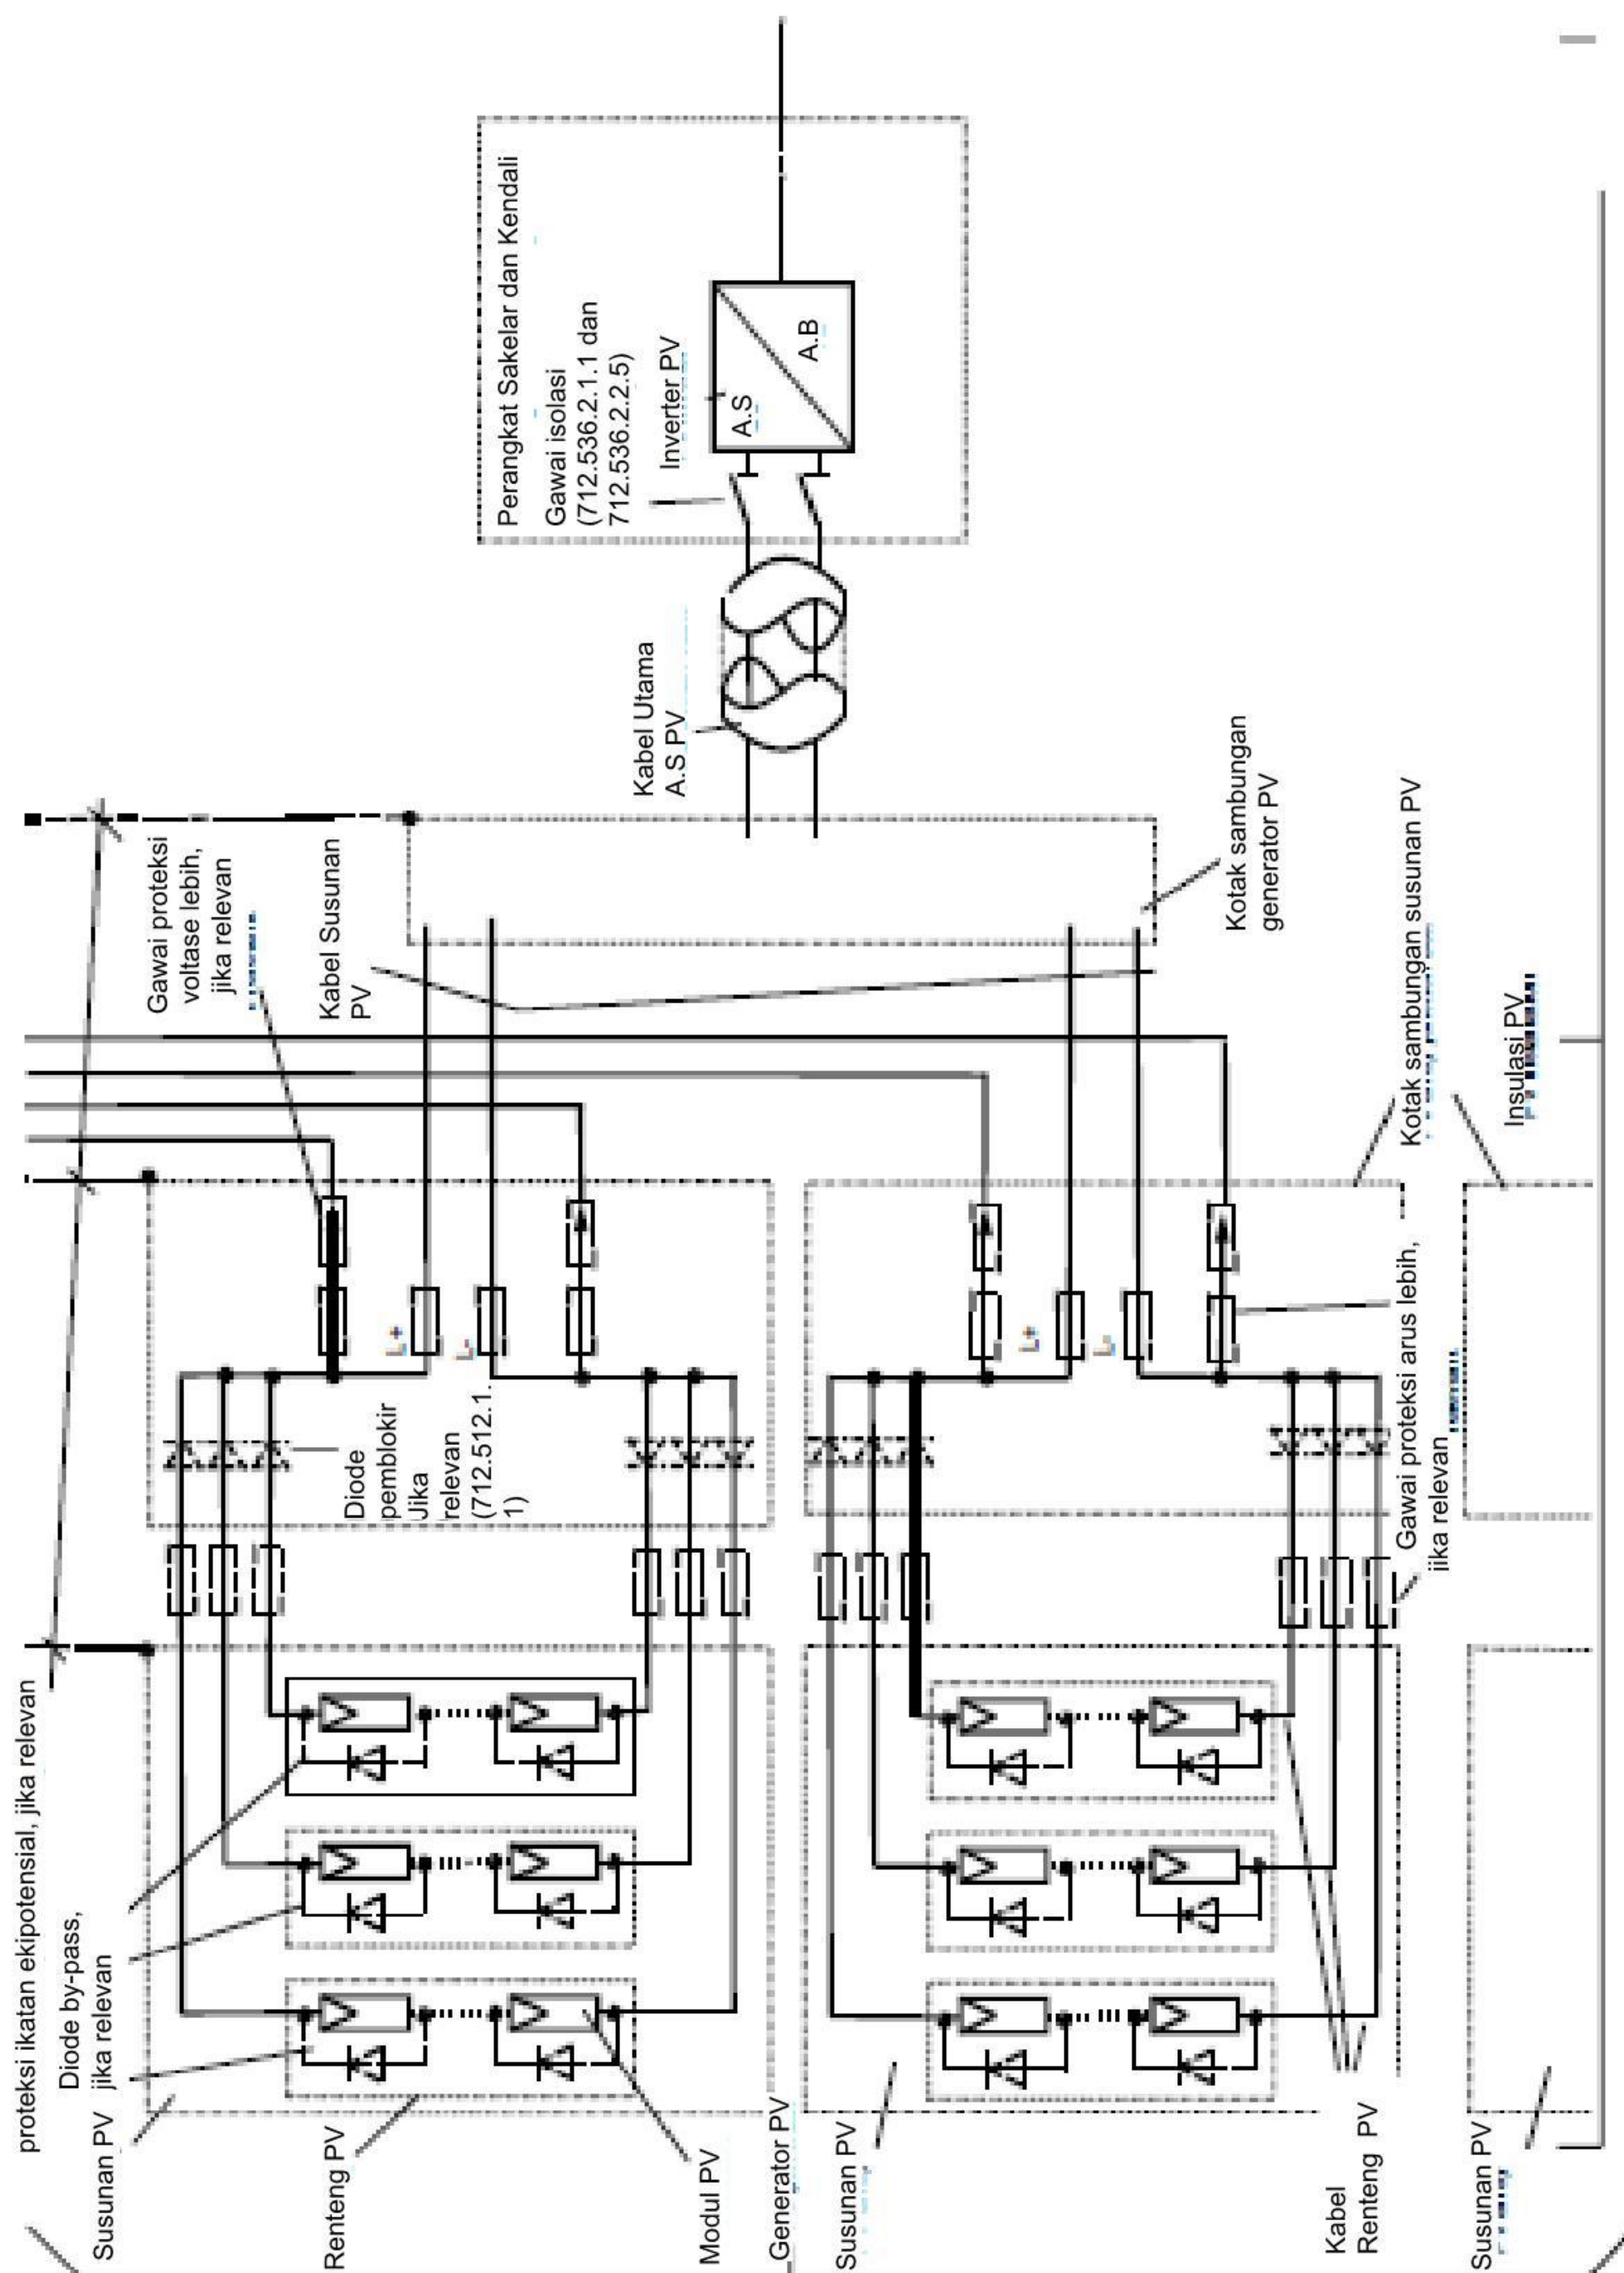 proteksi ikatan ekipotensial, jika relevan
Diode by-pass,
jika relevan
Susunan PV
Renteng PV
Modul PV
Generator PV
Susunan PV
Kabel
Renteng PV
Susunan PV
Diode
pemblokir
Jika
relevan
(712.512.1.
1)
L+
L-
L+
L-
Gawai proteksi arus lebih,
jika relevan
Gawai proteksi
voltase lebih,
jika relevan
Kabel Susunan
PV
Kotak sambungan
generator PV
Kotak sambungan susunan PV
Insulasi PV
Kabel Utama
A.S PV
Perangkat Sakelar dan Kendali
Gawai isolasi
(712.536.2.1.1 dan
712.536.2.2.5)
Inverter PV
A.S
A.B